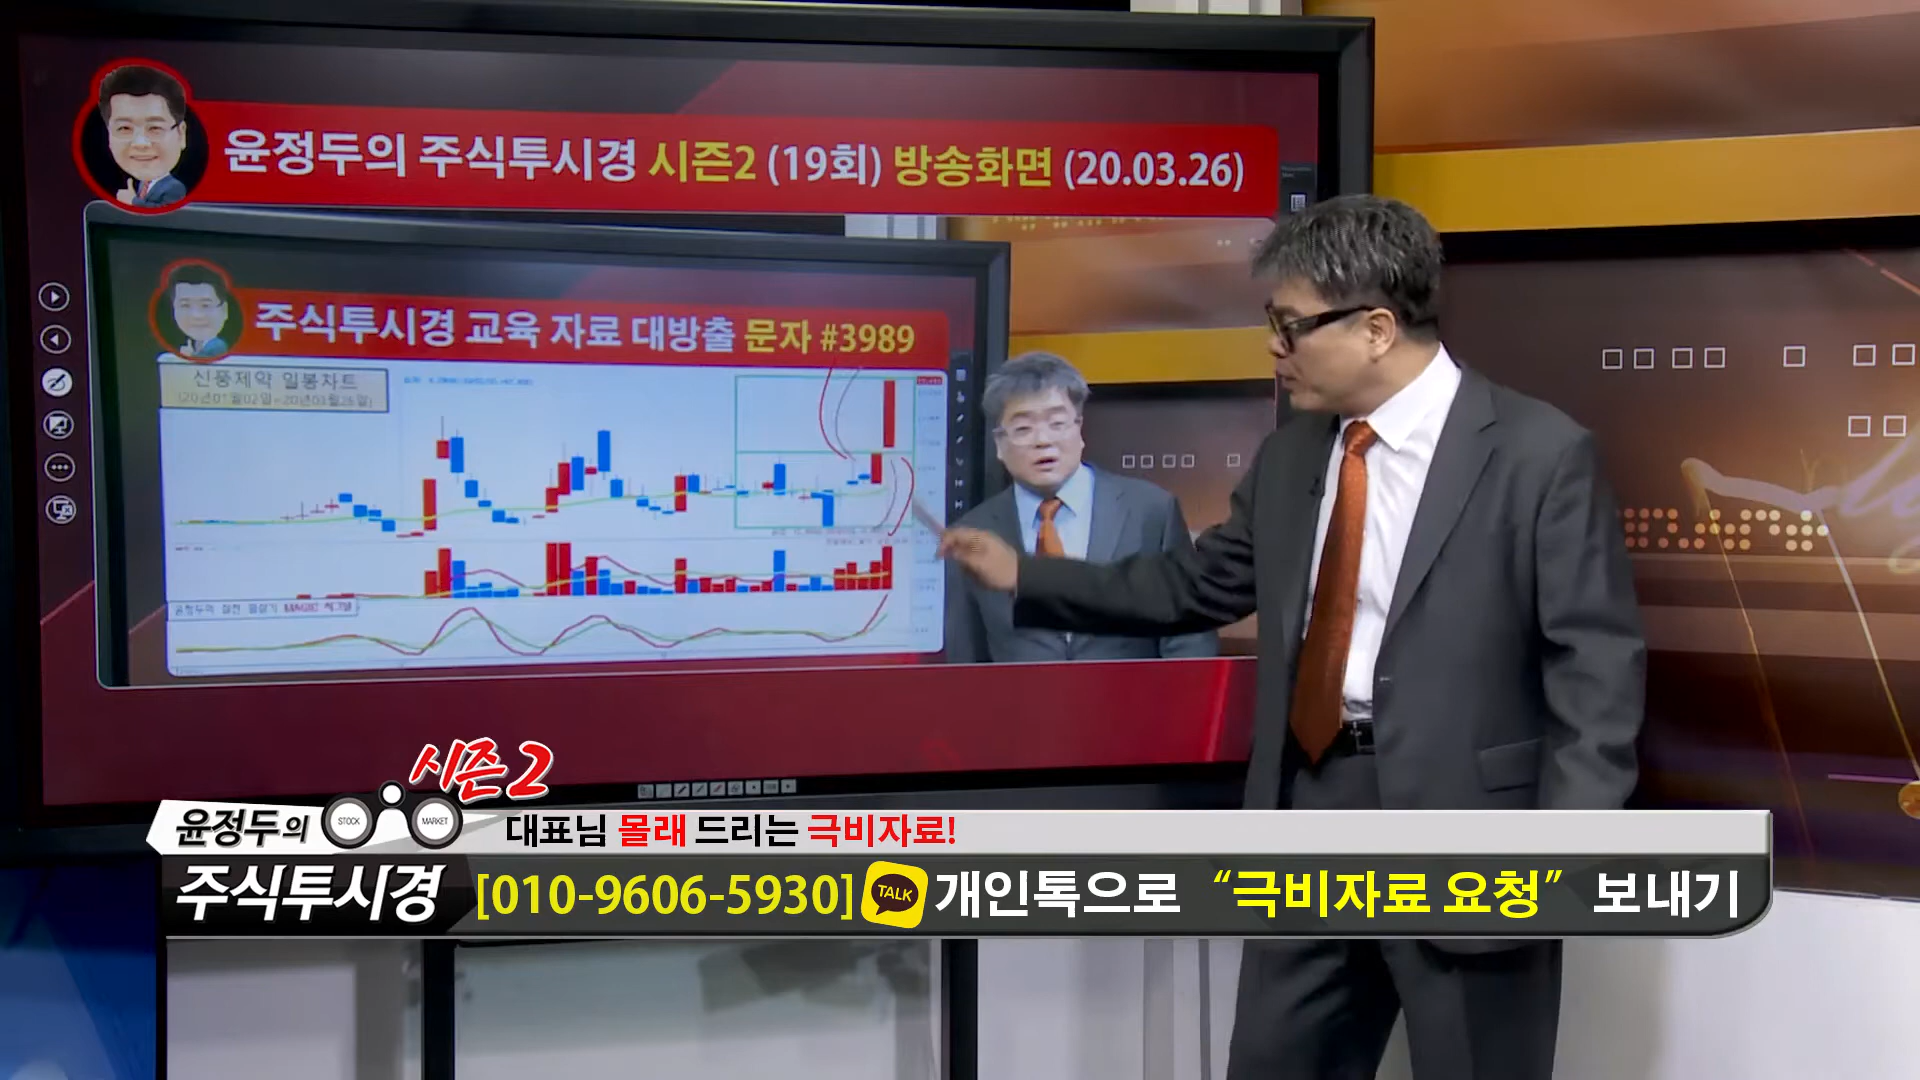 윤정두의 주식투시경 시즌2 (19회) 방송화면 (20.03.26)
주식투시경 교육 자료 대방출 문자 #3989
신풍제약 일봉차트
시즌2
윤정두의
STOCK
MARKET
주식투시경
대표님 몰래 드리는 극비자료!
[010-9606-5930] TALK 개인톡으로 “극비자료 요청” 보내기